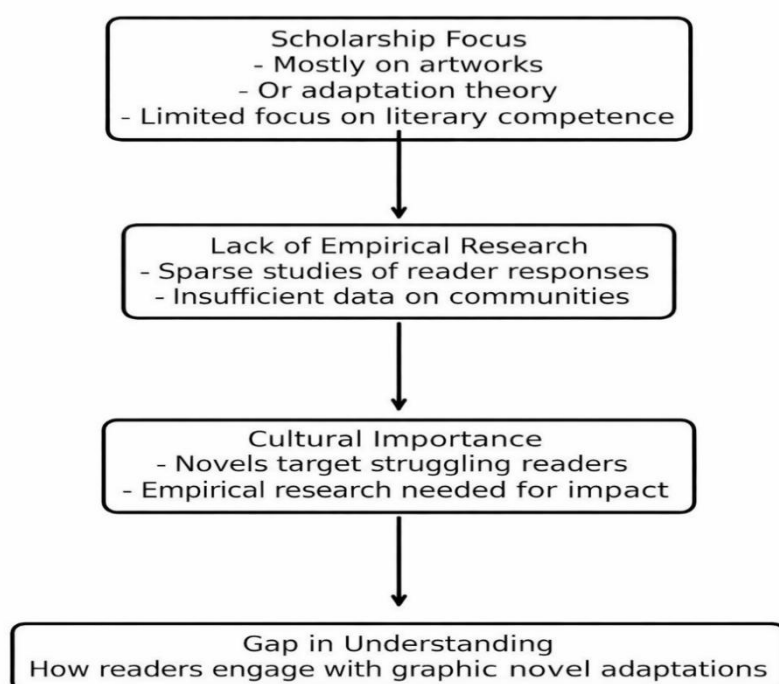 Scholarship Focus
- Mostly on artworks
- Or adaptation theory
- Limited focus on literary competence
Lack of Empirical Research
- Sparse studies of reader responses
- Insufficient data on communities
Cultural Importance
- Novels target struggling readers
- Empirical research needed for impact
Gap in Understanding
How readers engage with graphic novel adaptations